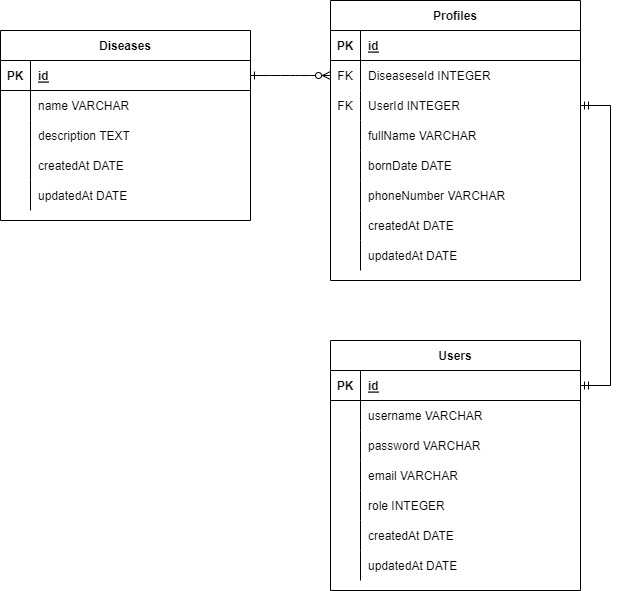 Diseases
PK id
name VARCHAR
description TEXT
createdAt DATE
updatedAt DATE
Profiles
PK id
FK DiseasesId INTEGER
FK UserId INTEGER
fullName VARCHAR
bornDate DATE
phoneNumber VARCHAR
createdAt DATE
updatedAt DATE
Users
PK id
username VARCHAR
password VARCHAR
email VARCHAR
role INTEGER
createdAt DATE
updatedAt DATE